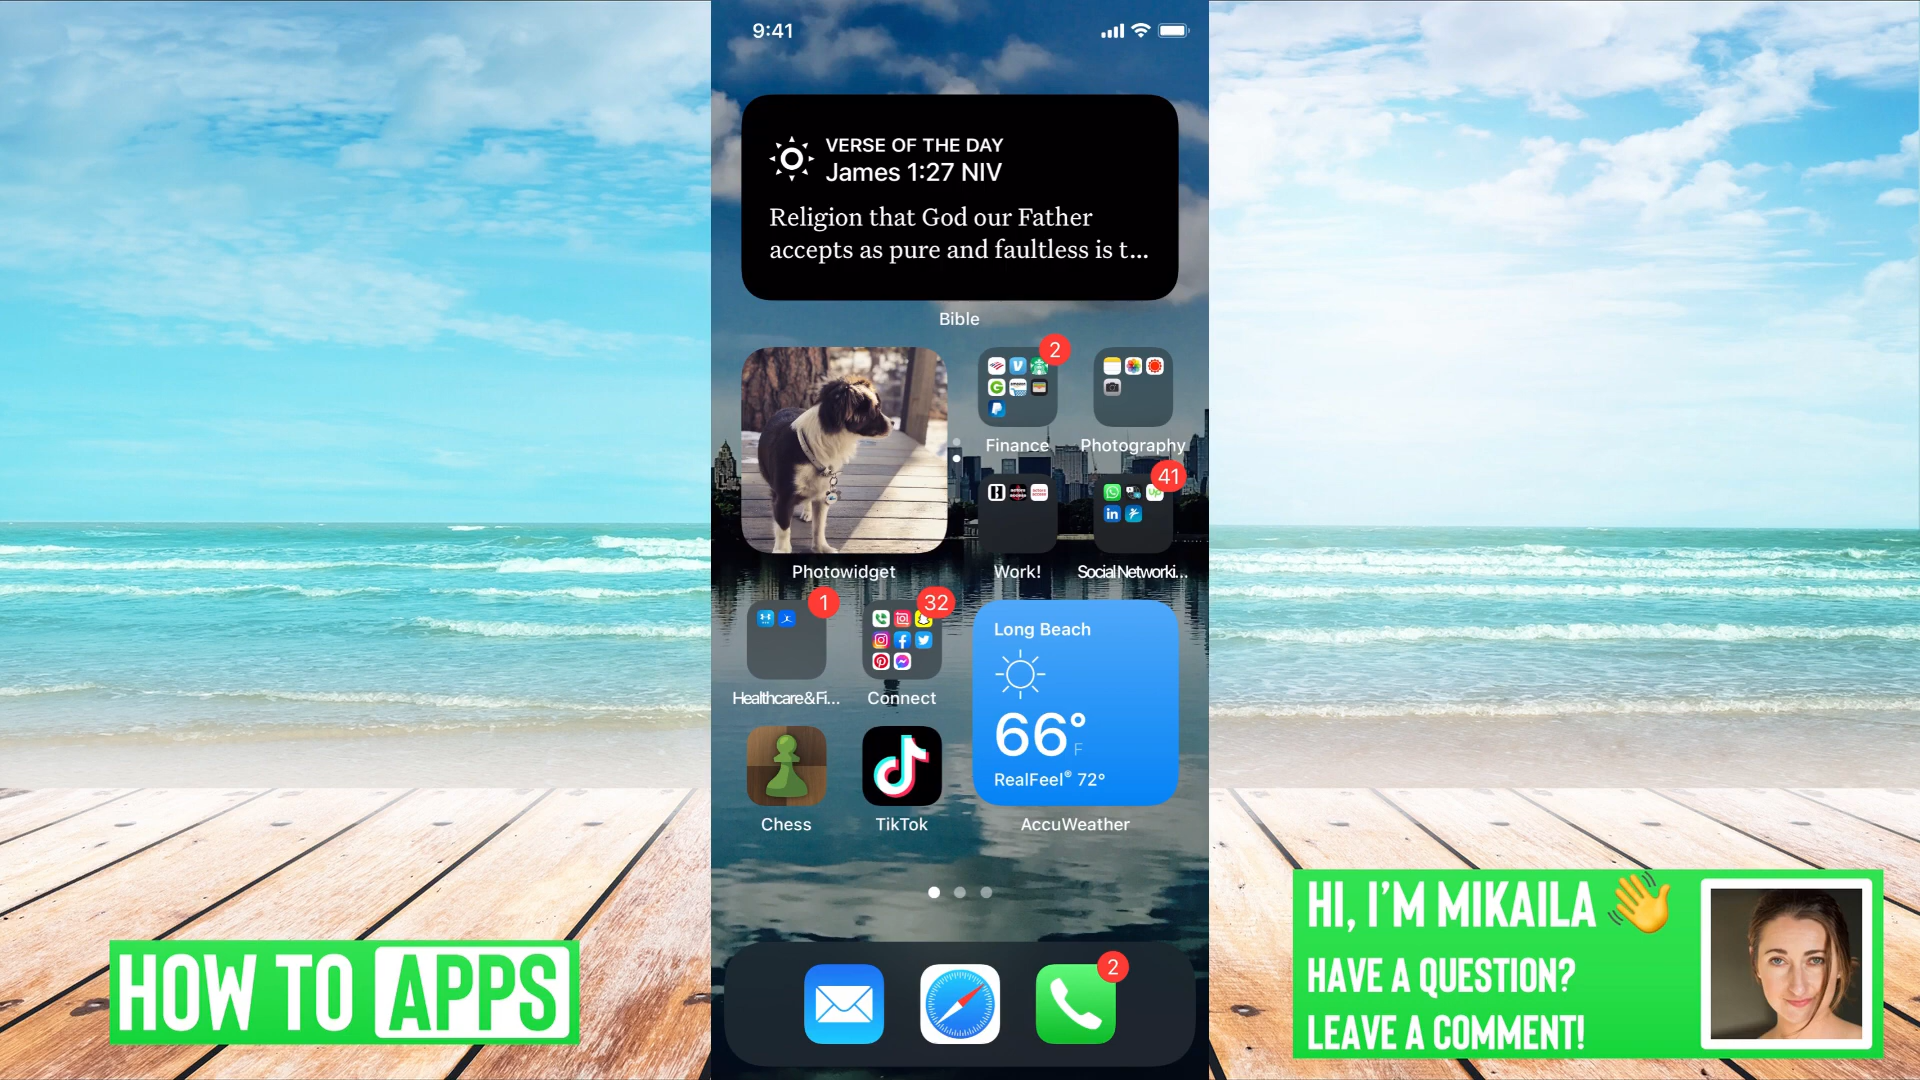 9:41
VERSE OF THE DAY
James 1:27 NIV
Religion that God our Father
accepts as pure and faultless is t...
Bible
2
Finance
Photography
41
Photowidget
Work!
Social Networki...
1
32
Healthcare & Fi...
Connect
Long Beach
66°
F
RealFeel® 72°
Chess
TikTok
AccuWeather
2
HOW TO APPS
HI, I'M MIKAILA
HAVE A QUESTION?
LEAVE A COMMENT!